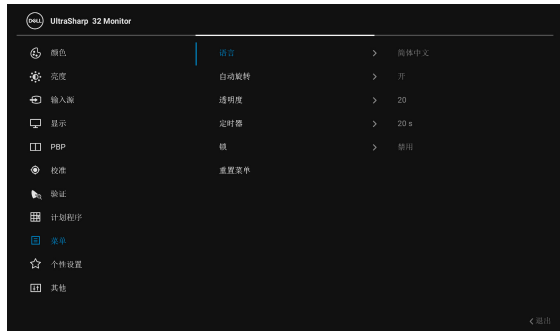 DELL UltraSharp 32 Monitor
颜色 语言 简体中文
亮度 自动旋转 开
输入源 透明度 20
显示 定时器 20 s
PBP 锁 禁用
校准 重置菜单
验证
计划程序
菜单
个性设置
其他
退出